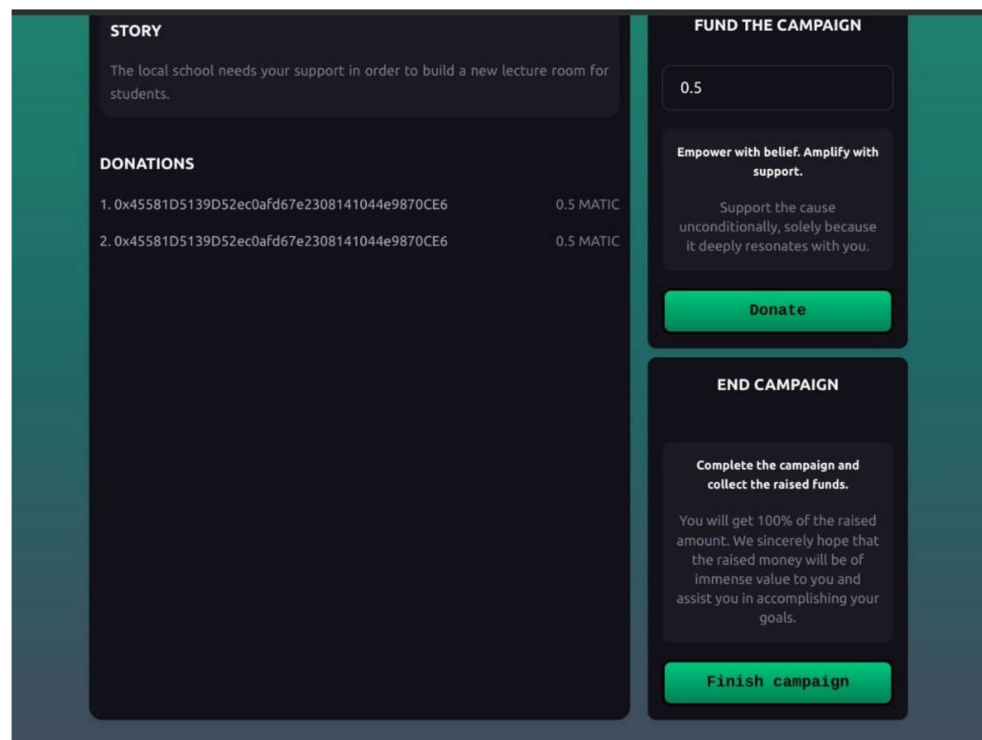 STORY
The local school needs your support in order to build a new lecture room for
students.
DONATIONS
1. 0x45581D5139D52ec0afd67e2308141044e9870CE6 0.5 MATIC
2. 0x45581D5139D52ec0afd67e2308141044e9870CE6 0.5 MATIC
FUND THE CAMPAIGN
0.5
Empower with belief. Amplify with
support.
Support the cause
unconditionally, solely because
it deeply resonates with you.
Donate
END CAMPAIGN
Complete the campaign and
collect the raised funds.
You will get 100% of the raised
amount. We sincerely hope that
the raised money will be of
immense value to you and
assist you in accomplishing your
goals.
Finish campaign